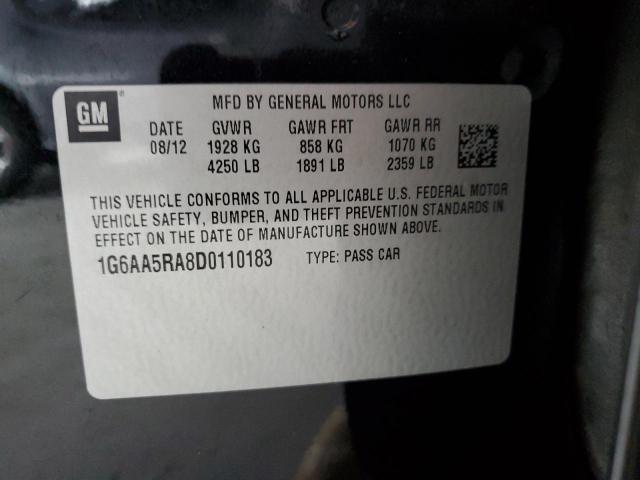 GM ®
MFD BY GENERAL MOTORS LLC
DATE GVWR GAWR FRT GAWR RR
08/12 1928 KG 858 KG 1070 KG
4250 LB 1891 LB 2359 LB
THIS VEHICLE CONFORMS TO ALL APPLICABLE U.S. FEDERAL MOTOR
VEHICLE SAFETY, BUMPER, AND THEFT PREVENTION STANDARDS IN
EFFECT ON THE DATE OF MANUFACTURE SHOWN ABOVE.
1G6AA5RA8D0110183 TYPE: PASS CAR